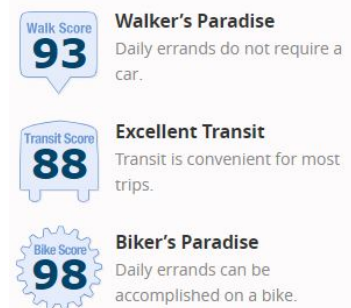 Walk Score
93
Walker's Paradise
Daily errands do not require a
car.
Transit Score
88
Excellent Transit
Transit is convenient for most
trips.
Bike Score
98
Biker's Paradise
Daily errands can be
accomplished on a bike.